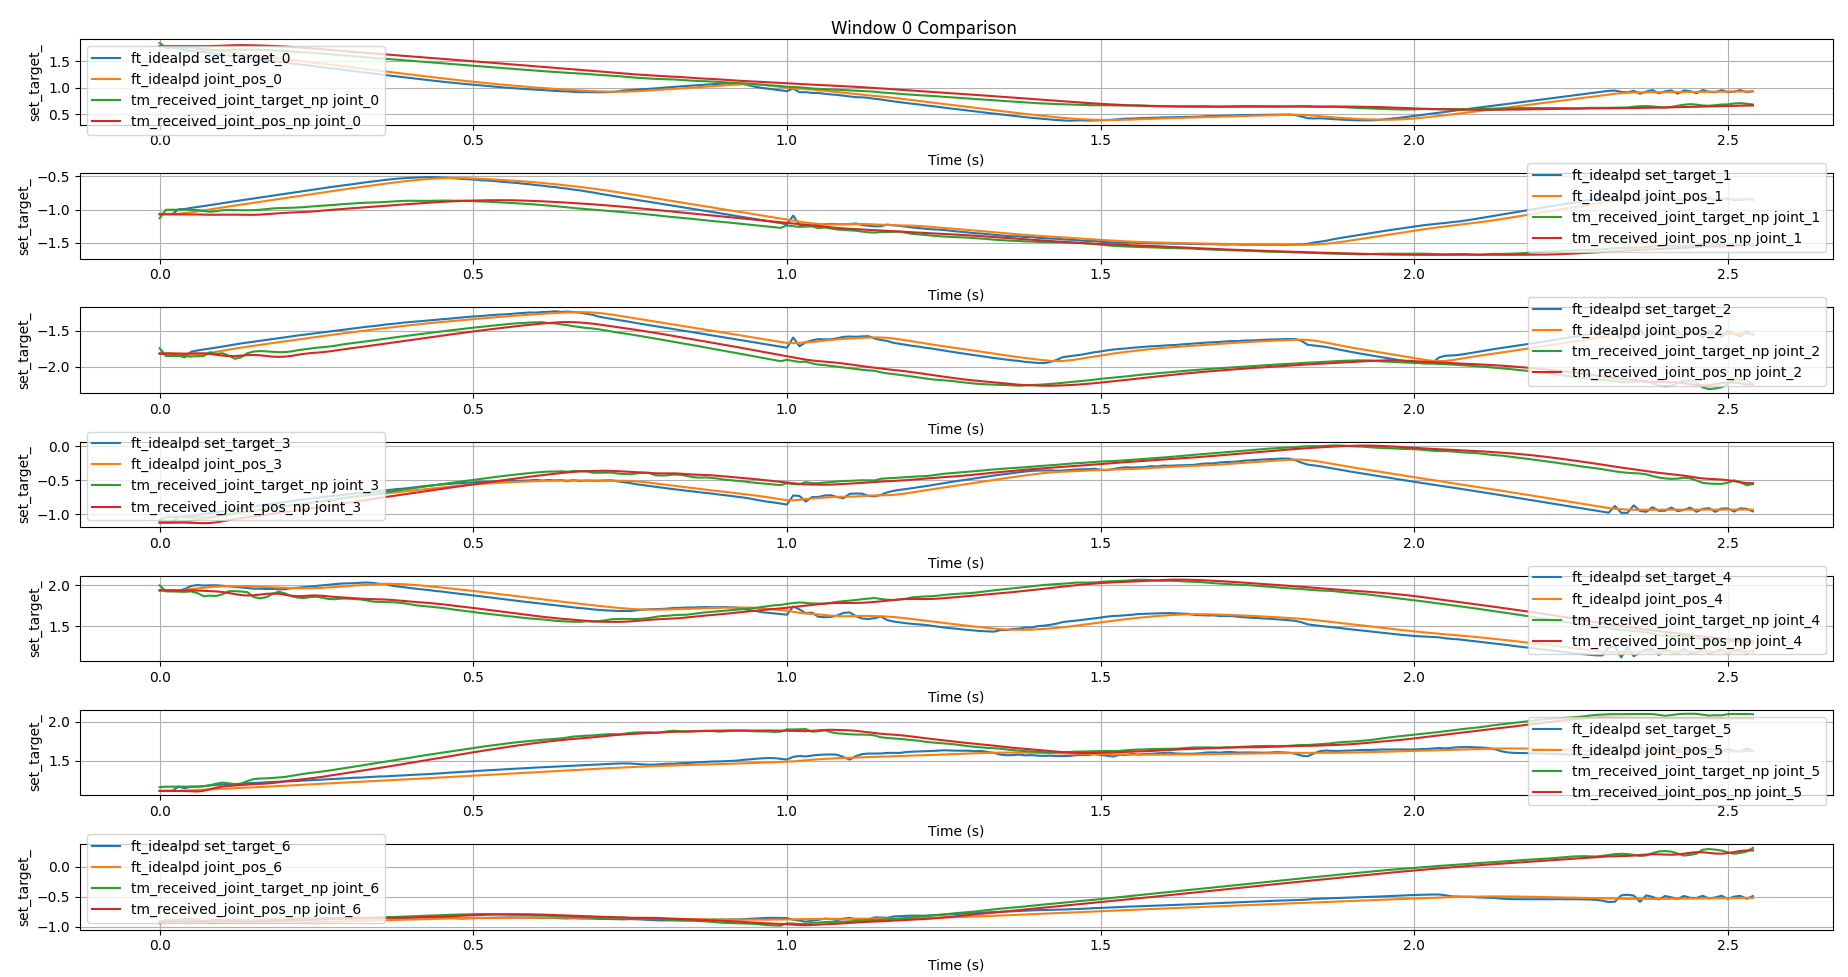 Window 0 Comparison
set_target_
1.5
1.0
0.5
ft_idealpd set_target_0
ft_idealpd joint_pos_0
tm_received_joint_target_np joint_0
tm_received_joint_pos_np joint_0
0.0 0.5 1.0 1.5 2.0 2.5
Time (s)
set_target_
−0.5
−1.0
−1.5
ft_idealpd set_target_1
ft_idealpd joint_pos_1
tm_received_joint_target_np joint_1
tm_received_joint_pos_np joint_1
0.0 0.5 1.0 1.5 2.0 2.5
Time (s)
set_target_
−1.5
−2.0
ft_idealpd set_target_2
ft_idealpd joint_pos_2
tm_received_joint_target_np joint_2
tm_received_joint_pos_np joint_2
0.0 0.5 1.0 1.5 2.0 2.5
Time (s)
set_target_
0.0
−0.5
−1.0
ft_idealpd set_target_3
ft_idealpd joint_pos_3
tm_received_joint_target_np joint_3
tm_received_joint_pos_np joint_3
0.0 0.5 1.0 1.5 2.0 2.5
Time (s)
set_target_
2.0
1.5
ft_idealpd set_target_4
ft_idealpd joint_pos_4
tm_received_joint_target_np joint_4
tm_received_joint_pos_np joint_4
0.0 0.5 1.0 1.5 2.0 2.5
Time (s)
set_target_
2.0
1.5
ft_idealpd set_target_5
ft_idealpd joint_pos_5
tm_received_joint_target_np joint_5
tm_received_joint_pos_np joint_5
0.0 0.5 1.0 1.5 2.0 2.5
Time (s)
set_target_
0.0
−0.5
−1.0
ft_idealpd set_target_6
ft_idealpd joint_pos_6
tm_received_joint_target_np joint_6
tm_received_joint_pos_np joint_6
0.0 0.5 1.0 1.5 2.0 2.5
Time (s)